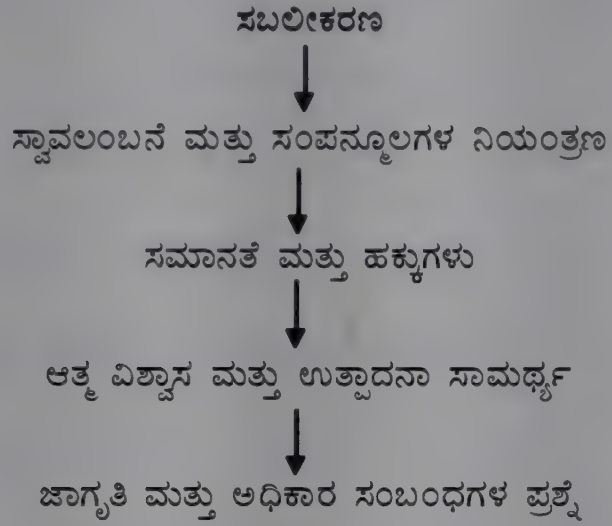 ಸಬಲೀಕರಣ
ಸ್ವಾವಲಂಬನೆ ಮತ್ತು ಸಂಪನ್ಮೂಲಗಳ ನಿಯಂತ್ರಣ
ಸಮಾನತೆ ಮತ್ತು ಹಕ್ಕುಗಳು
ಆತ್ಮ ವಿಶ್ವಾಸ ಮತ್ತು ಉತ್ಪಾದನಾ ಸಾಮರ್ಥ್ಯ
ಜಾಗೃತಿ ಮತ್ತು ಅಧಿಕಾರ ಸಂಬಂಧಗಳ ಪ್ರಶ್ನೆ